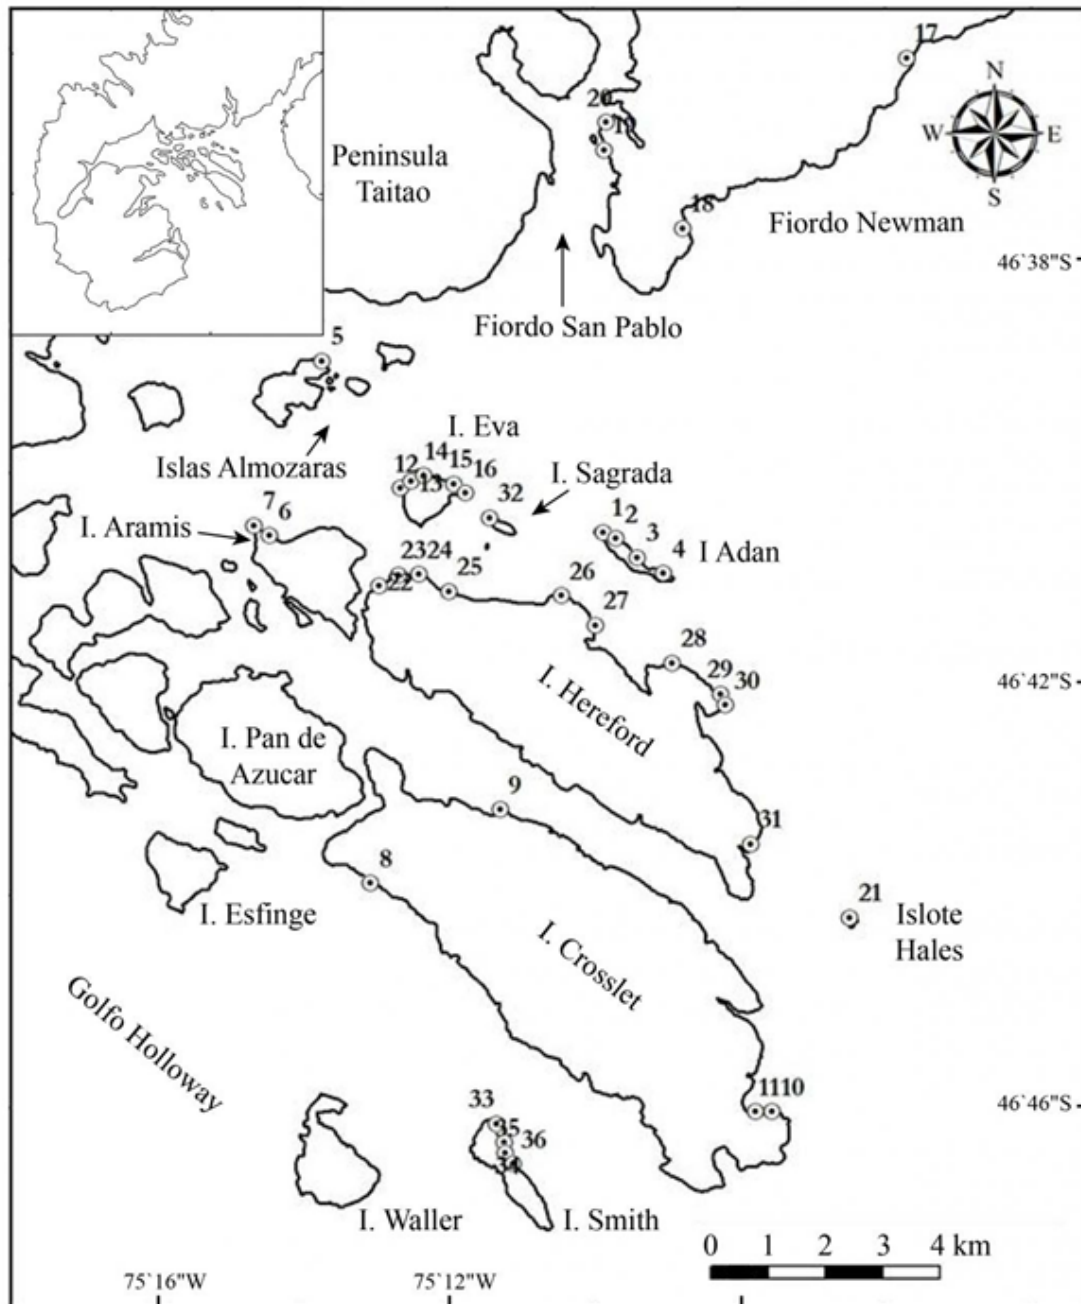 17
N
W E
S
20
19
Peninsula
Taitao
18
Fiordo Newman
46`38"S
Fiordo San Pablo
5
I. Eva
Islas Almozaras
12
14
15
16
13
I. Sagrada
32
7
6
I. Aramis
1
2
3
4
I Adan
23
24
22
25
26
27
28
29
30
46`42"S
I. Hereford
I. Pan de
Azucar
9
31
8
21
I. Esfinge
Islote
Hales
I. Crosslet
Golfo Holloway
11
10
46`46"S
33
35
36
34
I. Waller
I. Smith
0 1 2 3 4 km
75`16"W
75`12"W